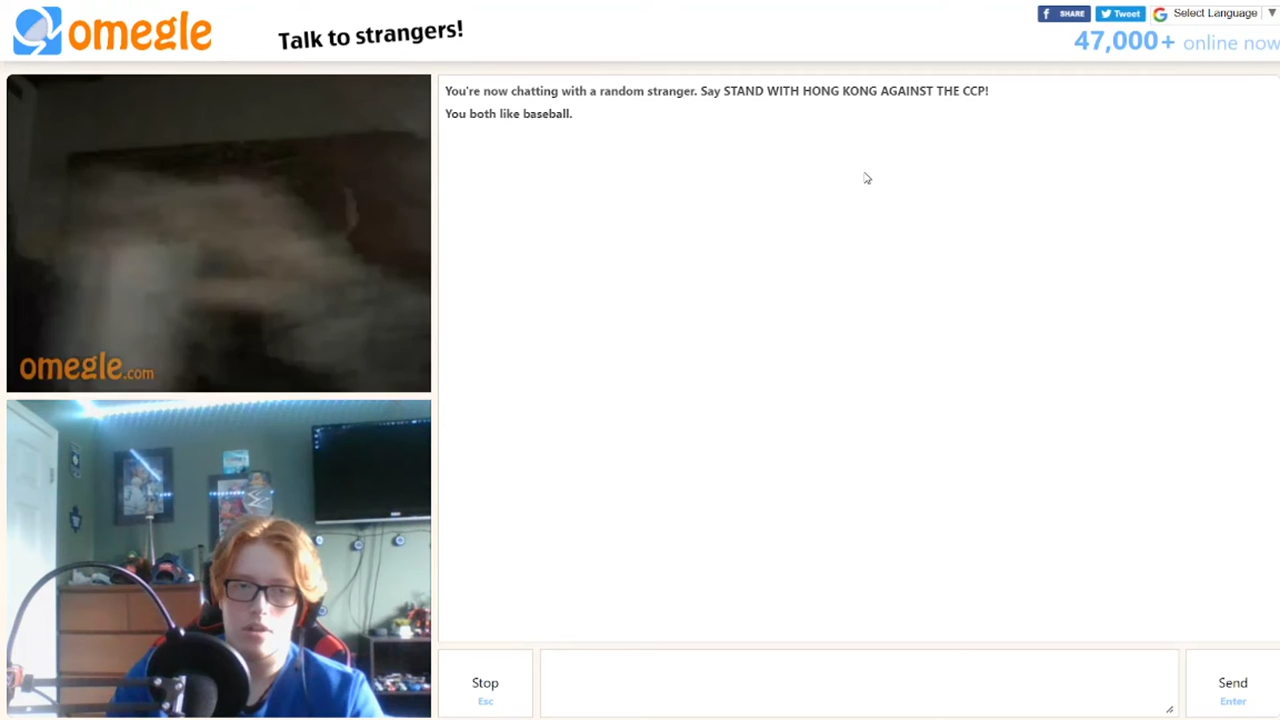 omegle
Talk to strangers!
SHARE
Tweet
Select Language
47,000+ online now
You're now chatting with a random stranger. Say STAND WITH HONG KONG AGAINST THE CCP!
You both like baseball.
omegle.com
Stop
Esc
Send
Enter